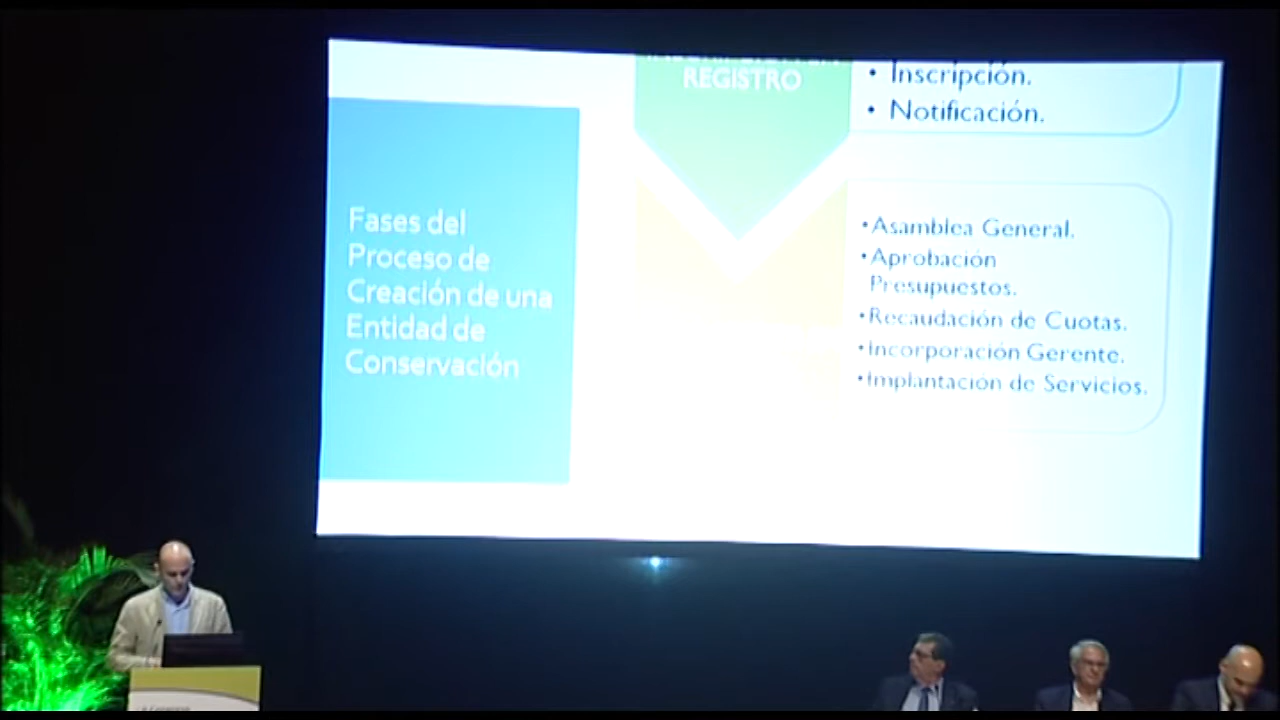 REGISTRO
• Inscripción.
• Notificación.
Fases del
Proceso de
Creación de una
Entidad de
Conservación
•Asamblea General.
•Aprobación
Presupuestos.
•Recaudación de Cuotas.
•Incorporación Gerente.
•Implantación de Servicios.